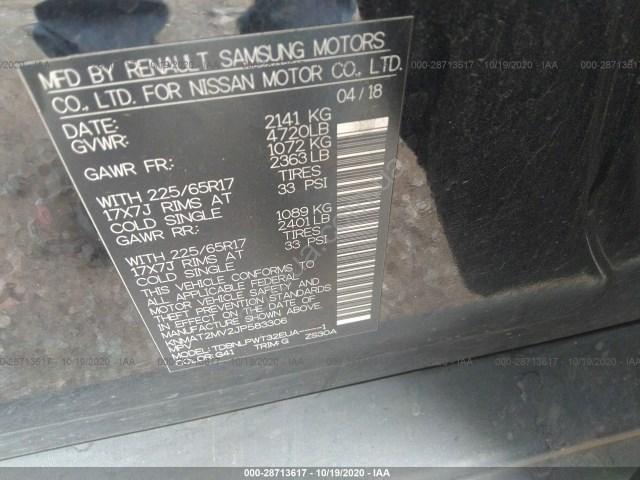 000-28713617 - 10/19/2020 - IAA
MFD BY RENAULT SAMSUNG MOTORS
CO., LTD. FOR NISSAN MOTOR CO., LTD.
DATE: 04/18
GVWR: 2141 KG
4720LB
GAWR FR: 1072 KG
2363LB
WITH 225/65R17 TIRES
17X7J RIMS AT 33 PSI
COLD SINGLE
GAWR RR: 1089 KG
2401LB
WITH 225/65R17 TIRES
17X7J RIMS AT 33 PSI
COLD SINGLE
THIS VEHICLE CONFORMS TO
ALL APPLICABLE FEDERAL
MOTOR VEHICLE SAFETY AND
THEFT PREVENTION STANDARDS
IN EFFECT ON THE DATE OF
MANUFACTURE SHOWN ABOVE.
KNMAT2MV2JP583306
MPV
MODEL: TDBNLPWT32EUA-----1
COLOR: G41 TRIM: G ZS30A
000-28713617 - 10/19/2020 - IAA